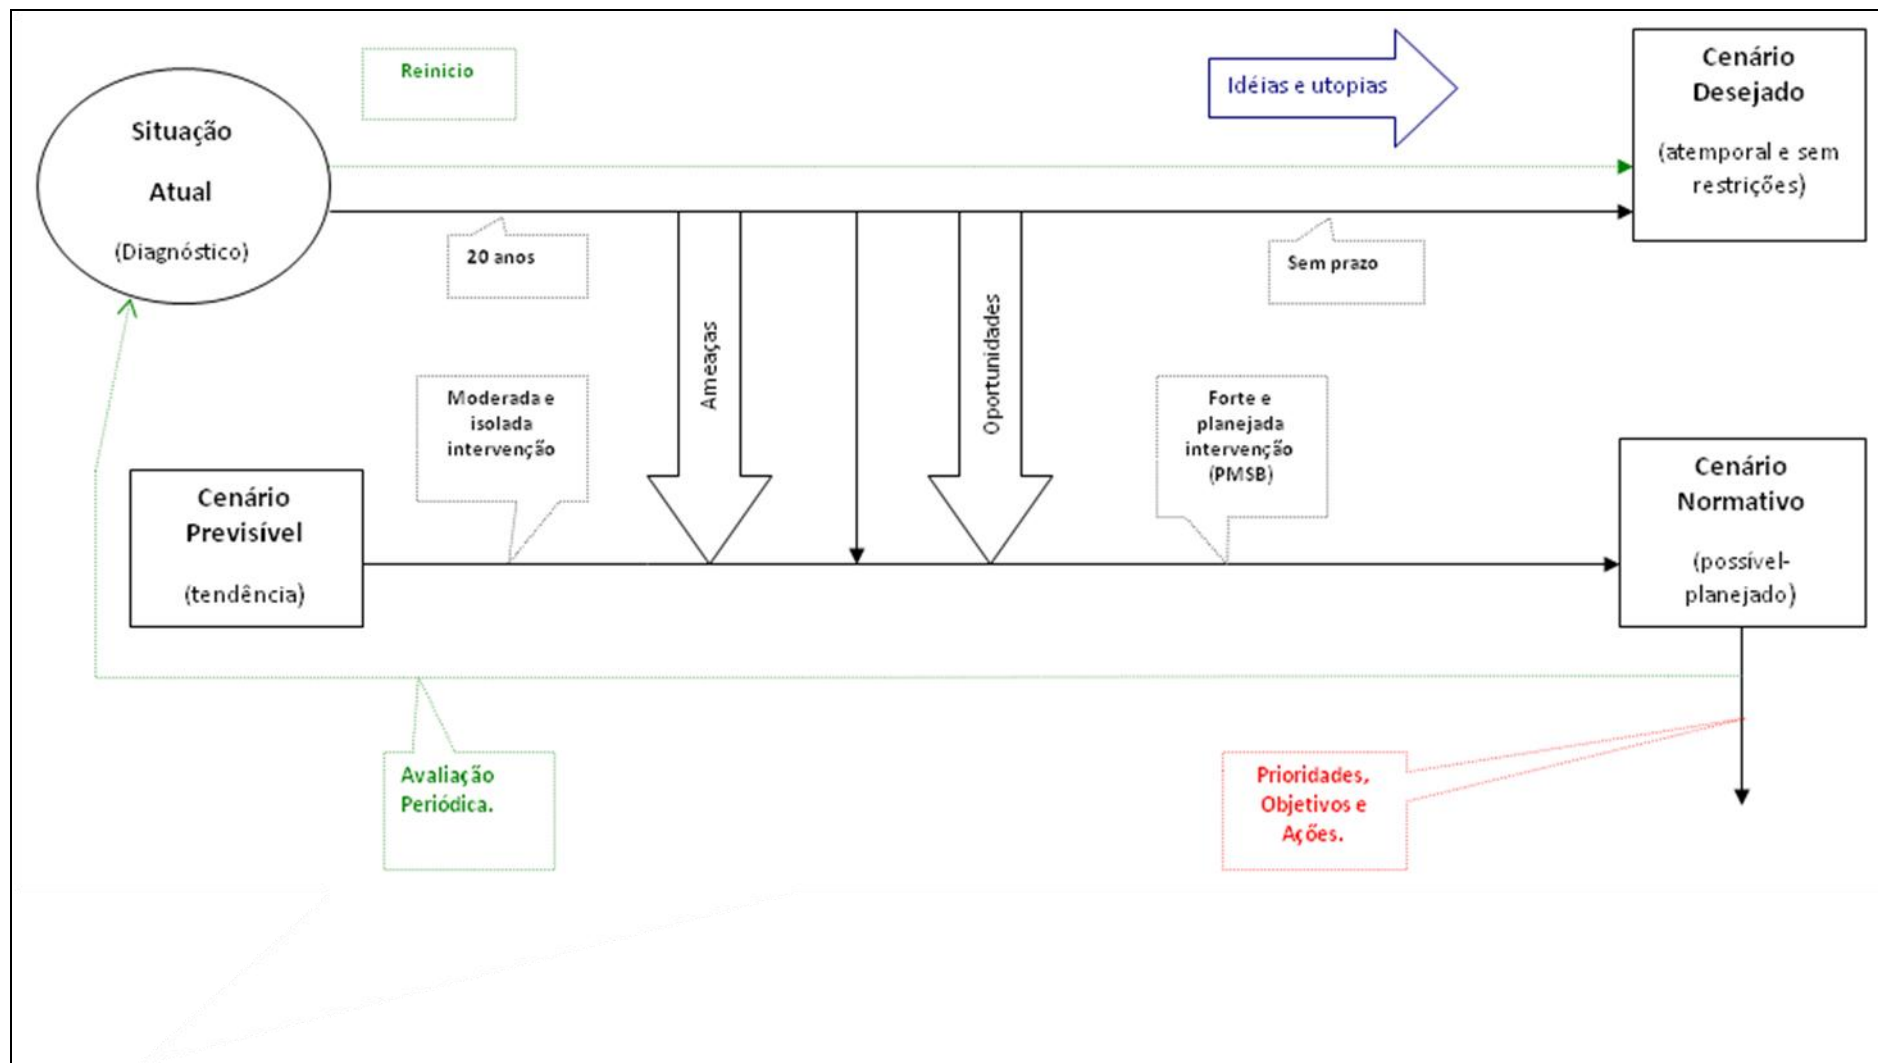 Reinicio
Idéias e utopias
Cenário
Desejado
(atemporal e sem
restrições)
Situação
Atual
(Diagnóstico)
20 anos
Sem prazo
Ameaças
Oportunidades
Moderada e
isolada
intervenção
Forte e
planejada
intervenção
(PMSB)
Cenário
Previsível
(tendência)
Cenário
Normativo
(possível-
planejado)
Avaliação
Periódica.
Prioridades,
Objetivos e
Ações.